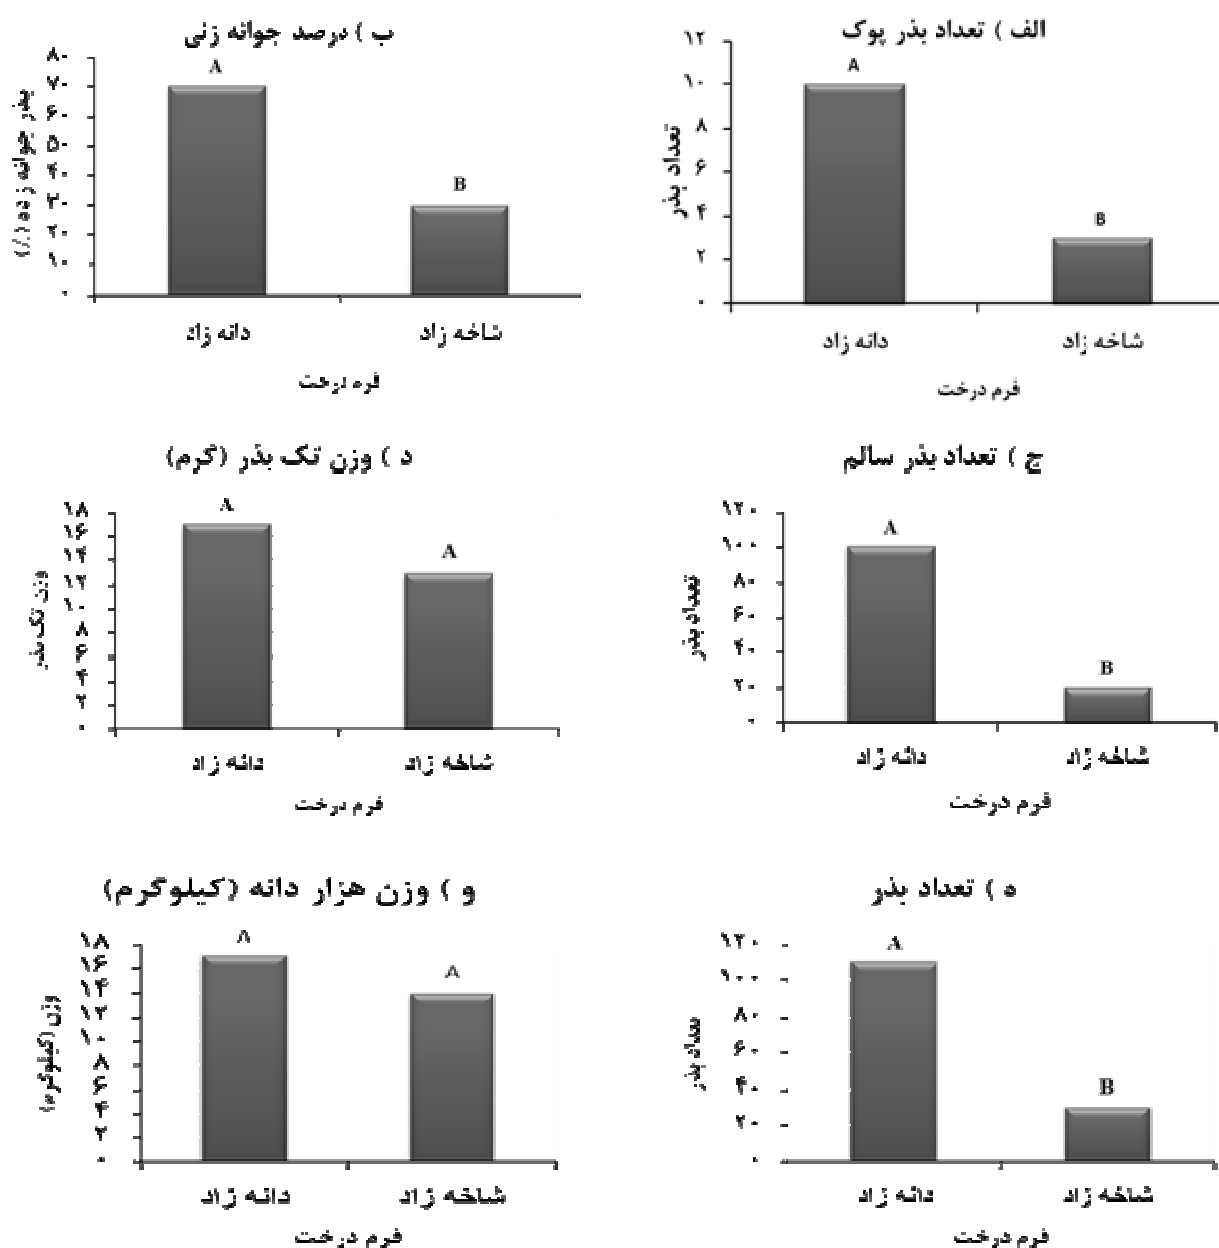 الف ) تعداد بذر پوک
تعداد بذر
۱۲
۱۰
۸
۶
۴
۲
۰
A
B
دانه زاد
شاخه زاد
فرم درخت
ب ) درصد جوانه زنی
بذر جوانه زده (٪)
۸۰
۷۰
۶۰
۵۰
۴۰
۳۰
۲۰
۱۰
۰
A
B
دانه زاد
شاخه زاد
فرم درخت
ج ) تعداد بذر سالم
تعداد بذر
۱۲۰
۱۰۰
۸۰
۶۰
۴۰
۲۰
۰
A
B
دانه زاد
شاخه زاد
فرم درخت
د ) وزن تک بذر (گرم)
وزن تک بذر
۱۸
۱۶
۱۴
۱۲
۱۰
۸
۶
۴
۲
۰
A
A
دانه زاد
شاخه زاد
فرم درخت
ه ) تعداد بذر
تعداد بذر
۱۲۰
۱۰۰
۸۰
۶۰
۴۰
۲۰
۰
A
B
دانه زاد
شاخه زاد
فرم درخت
و ) وزن هزار دانه (کیلوگرم)
وزن (کیلوگرم)
۱۸
۱۶
۱۴
۱۲
۱۰
۸
۶
۴
۲
۰
A
A
دانه زاد
شاخه زاد
فرم درخت